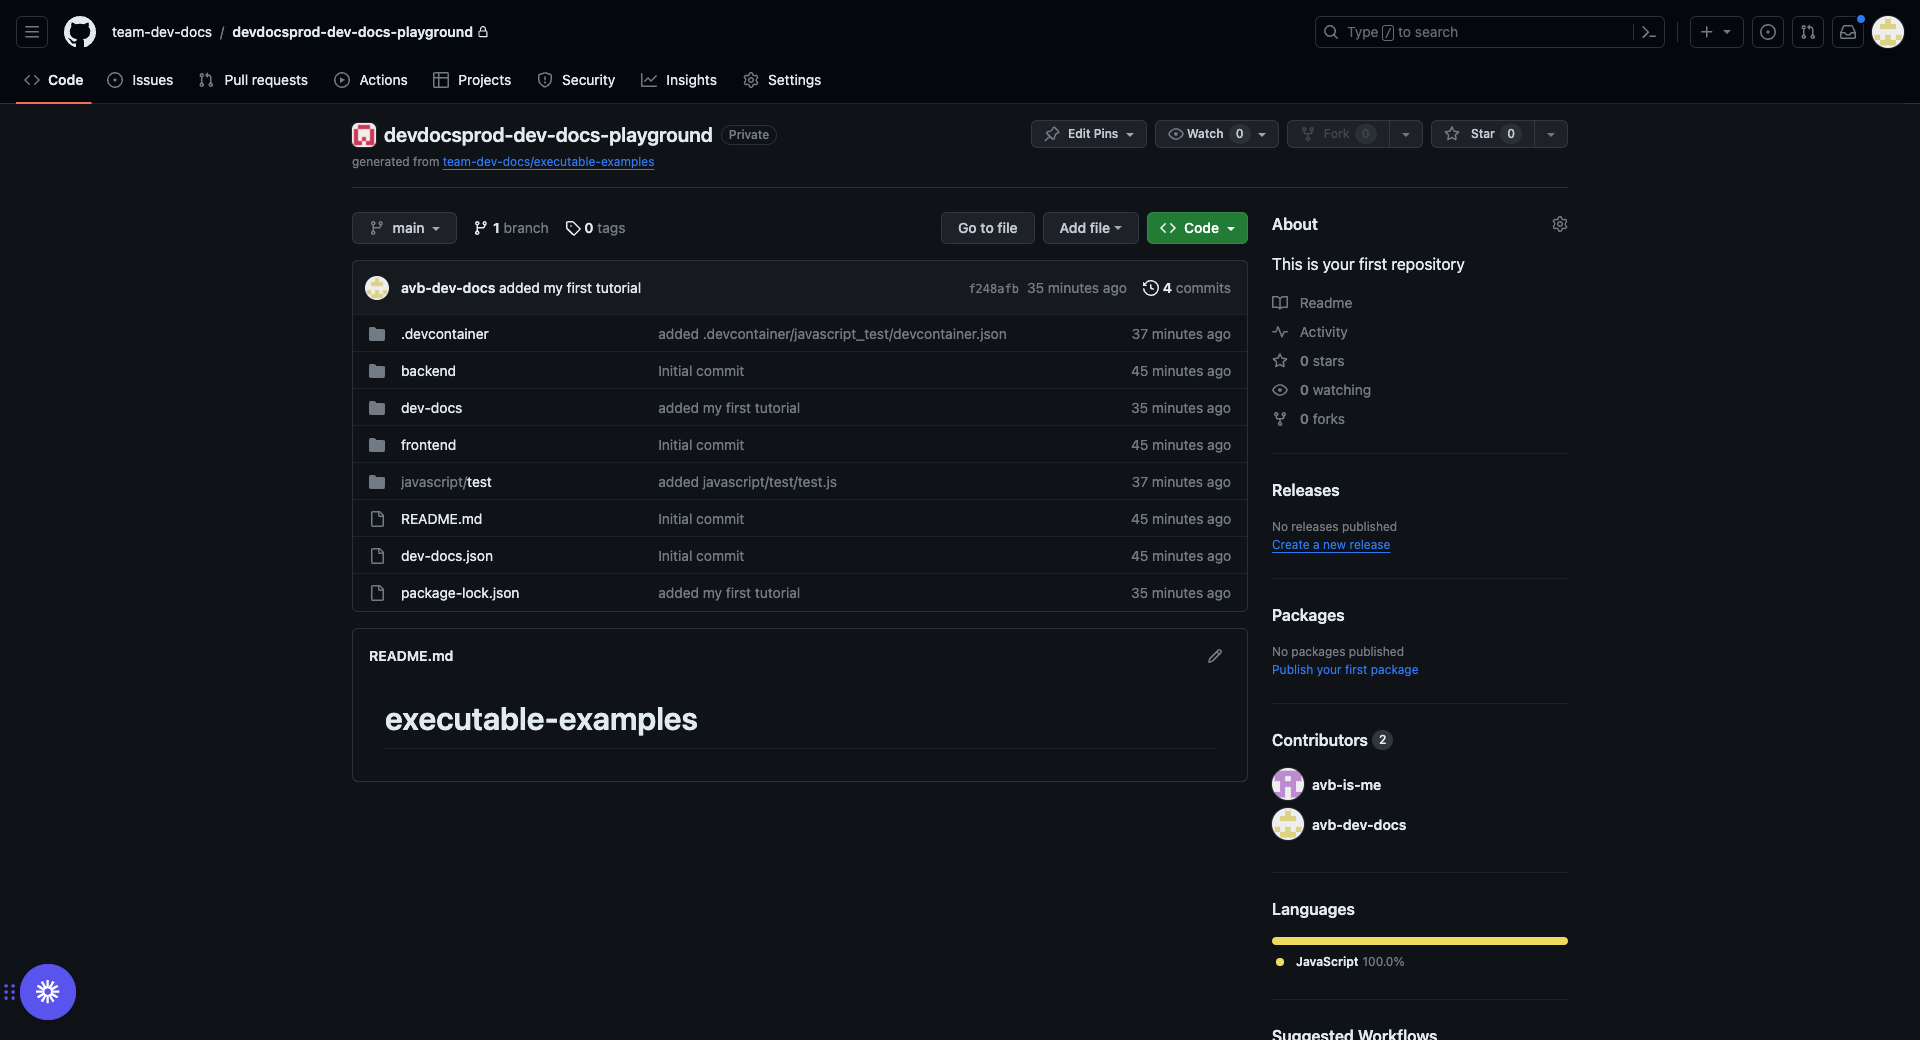 team-dev-docs / devdocsprod-dev-docs-playground
Type / to search
Code Issues Pull requests Actions Projects Security Insights Settings
devdocsprod-dev-docs-playground Private
generated from team-dev-docs/executable-examples
Edit Pins Watch 0 Fork 0 Star 0
main 1 branch 0 tags Go to file Add file Code
avb-dev-docs added my first tutorial f248afb 35 minutes ago 4 commits
.devcontainer added .devcontainer/javascript_test/devcontainer.json 37 minutes ago
backend Initial commit 45 minutes ago
dev-docs added my first tutorial 35 minutes ago
frontend Initial commit 45 minutes ago
javascript/test added javascript/test/test.js 37 minutes ago
README.md Initial commit 45 minutes ago
dev-docs.json Initial commit 45 minutes ago
package-lock.json added my first tutorial 35 minutes ago
README.md
executable-examples
About
This is your first repository
Readme
Activity
0 stars
0 watching
0 forks
Releases
No releases published
Create a new release
Packages
No packages published
Publish your first package
Contributors 2
avb-is-me
avb-dev-docs
Languages
JavaScript 100.0%
Suggested Workflows